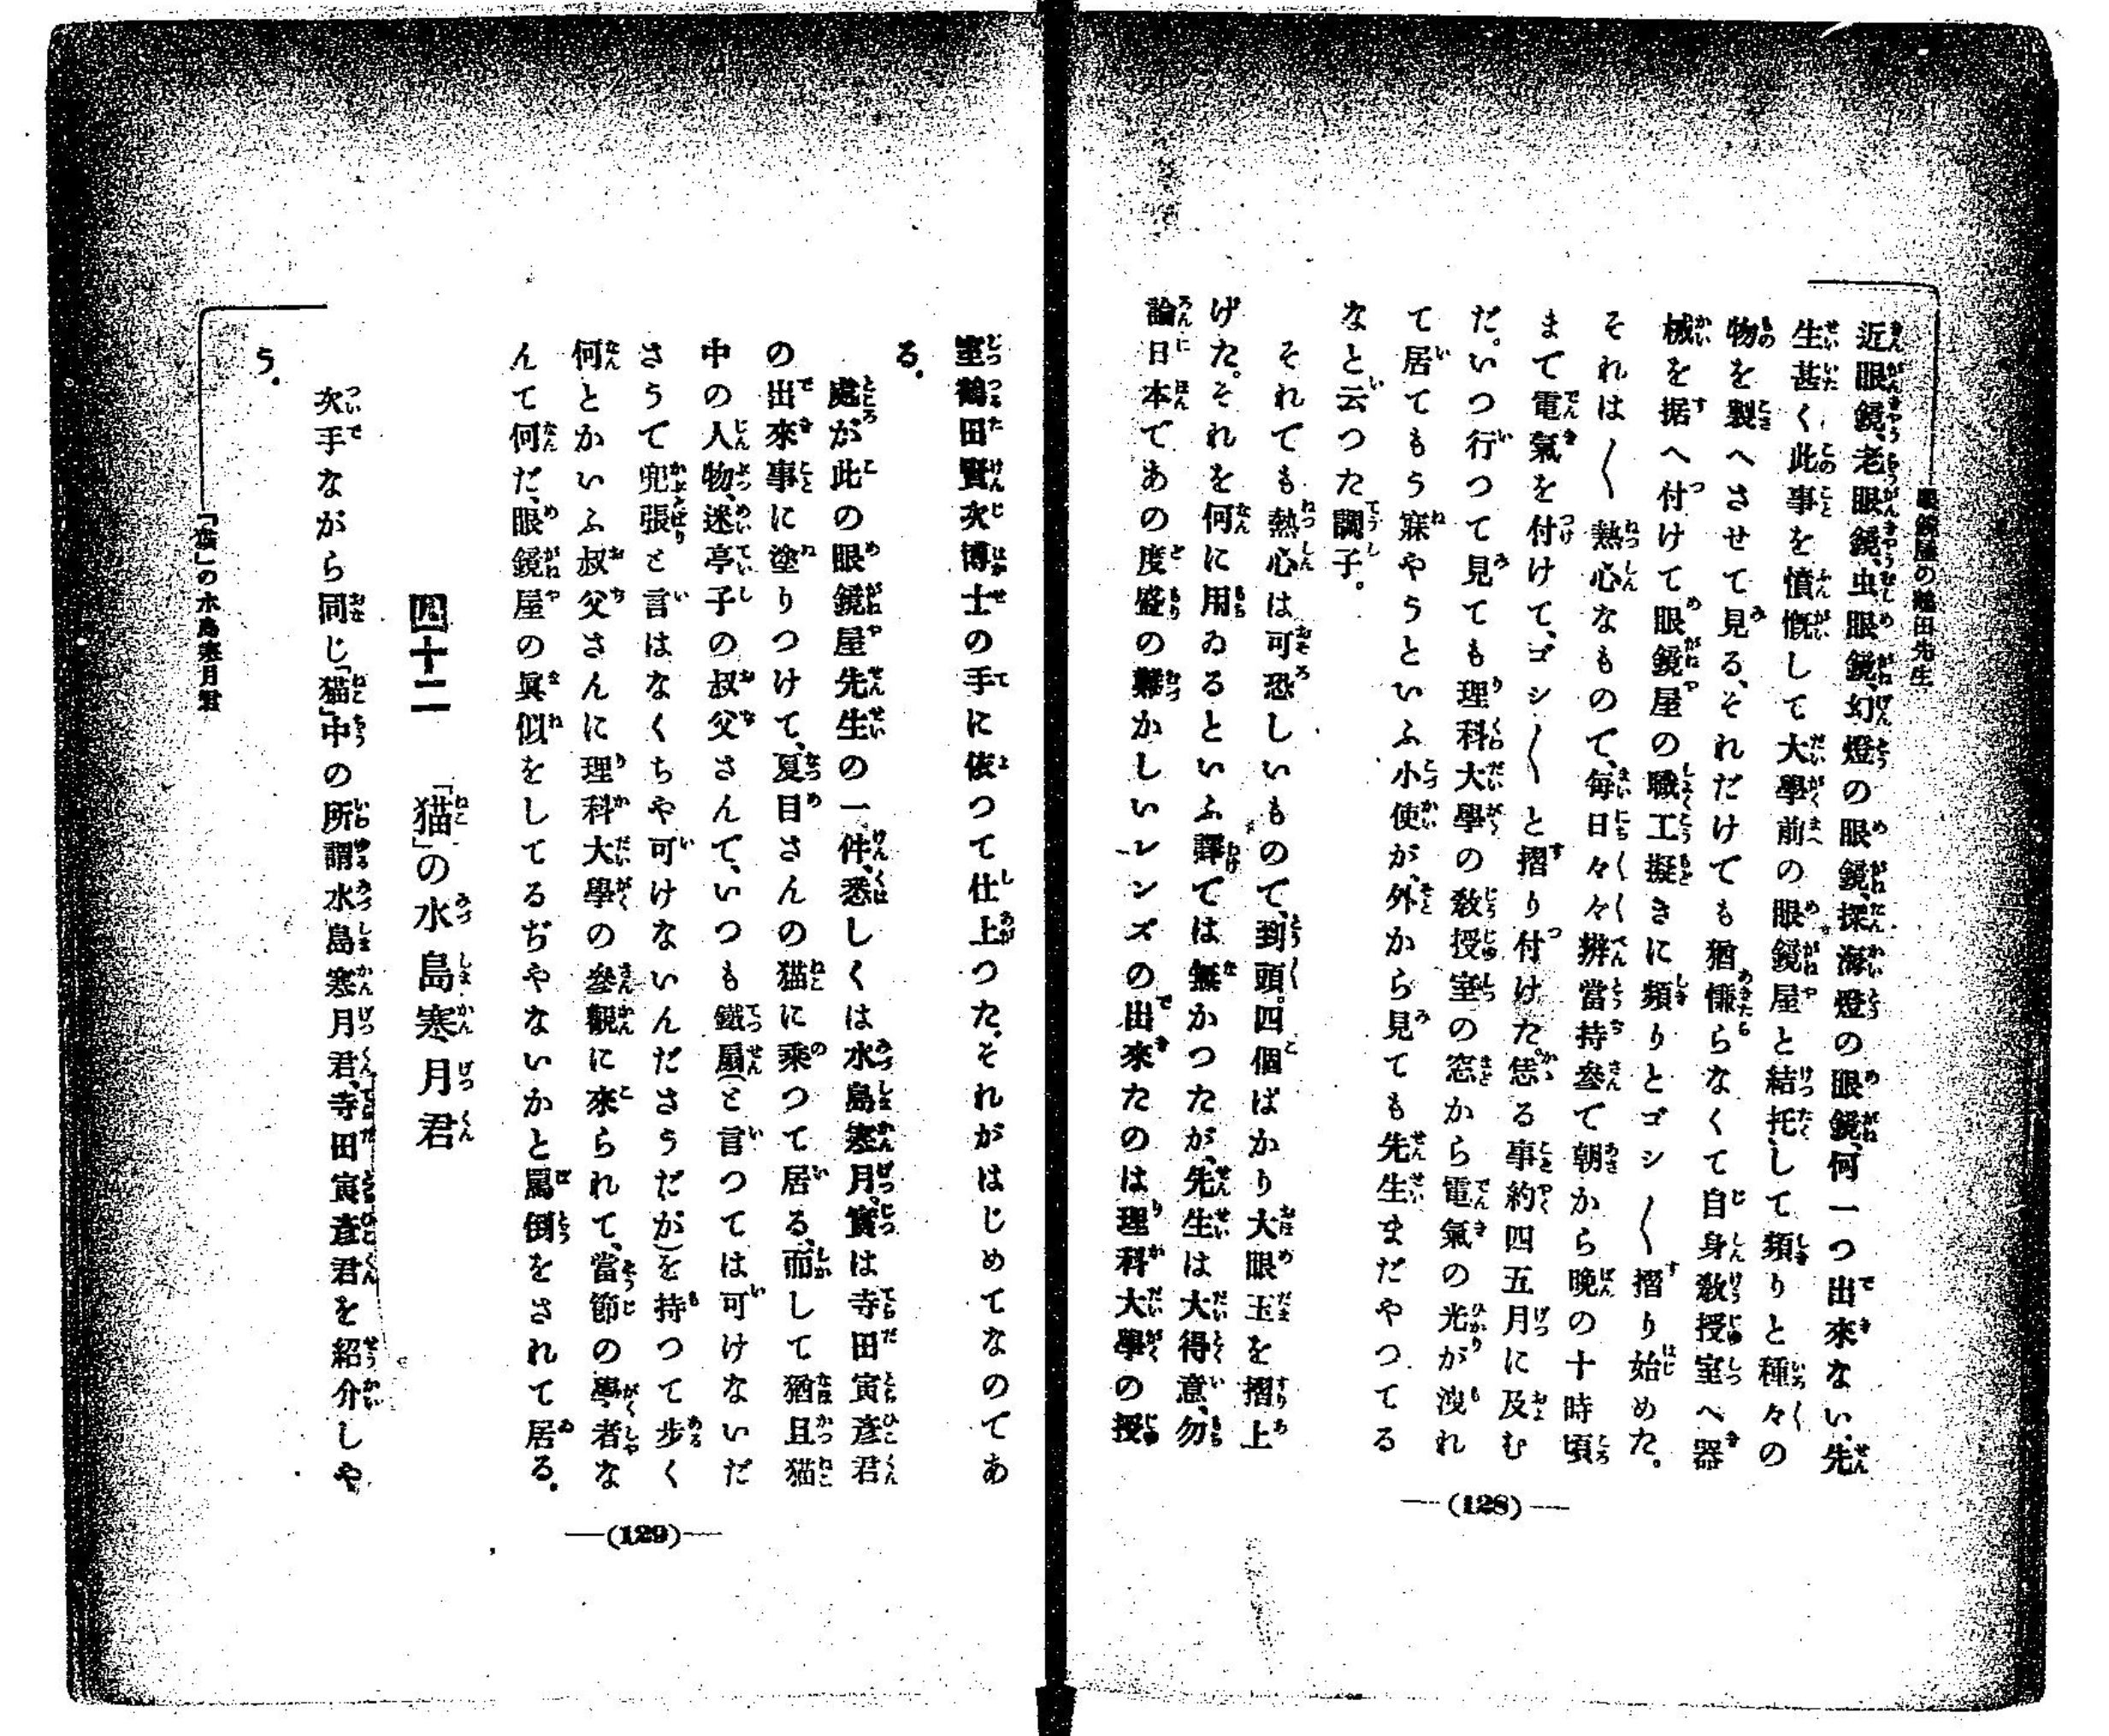 眼鏡屋の鶴田先生
近眼鏡、老眼鏡、虫眼鏡、幻燈の眼鏡、探海燈の眼鏡、何一つ出來ない、先
生甚く此事を憤慨して大學前の眼鏡屋と結托して頻りと種々の
物を製へさせて見る、それだけでも猶慊らなくて自身敎授室へ器
械を据へ付けて眼鏡屋の職工擬きに頻りとゴシ〱摺り始めた。
それは〱熱心なもので、毎日々々辨當持參で朝から晩の十時頃
まで電氣を付けて、ゴシ〱と摺り付けた。恁る事約四五月に及む
だ。いつ行つて見ても理科大學の敎授室の窓から電氣の光が洩れ
て居てもう寐やうといふ小使が、外から見ても先生まだやつてる
なと云つた調子。
それでも熱心は可恐しいもので、到頭四個ばかり大眼玉を摺上
げた。それを何に用ゐるといふ譯では無かつたが、先生は大得意、勿
論日本であの度盛の難かしいレンズの出來たのは理科大學の授
(128)
室鶴田賢次博士の手に依つて仕上つた、それがはじめてなのであ
る。
處が此の眼鏡屋先生の一件、悉しくは水島寒月、實は寺田寅彥君
の出來事に塗りつけて、夏目さんの猫に乘つて居る、而して猶且猫
中の人物、迷亭子の叔父さんで、いつも鐵扇(と言つては可けないだ
さうで兜張と言はなくちや可けないんださうだが)を持つて步く
何とかいふ叔父さんに理科大學の參觀に來られて、當節の學者な
んて何だ、眼鏡屋の眞似をしてるぢやないかと罵倒をされて居る。
四十二 「猫」の水島寒月君
次手ながら同じ「猫」中の所謂水島寒月君、寺田寅彥君を紹介しや
う。
「猫」の水島寒月君
(129)